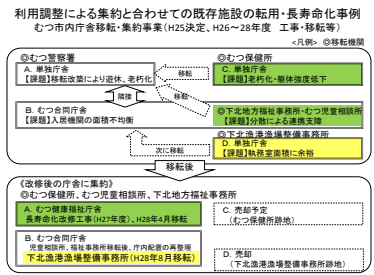 利用調整による集約と合わせての既存施設の転用・長寿命化事例
むつ市内庁舎移転・集約事業(H25決定、H26～28年度 工事・移転等)
<凡例> ◎移転機関
◎むつ警察署
A. 単独庁舎
【課題】移転改築により遊休、老朽化
移転
◎むつ保健所
C. 単独庁舎
【課題】老朽化・躯体強度低下
隣接
移転
B. むつ合同庁舎
【課題】入居機関の面積不均衡
◎下北地方福祉事務所・むつ児童相談所
【課題】分散による連携支障
◎下北漁港漁場整備事務所
次に移転
D. 単独庁舎
【課題】執務室面積に余裕
移転後
《改修後の庁舎に集約》
◎むつ保健所、むつ児童相談所、下北地方福祉事務所
A. むつ健康福祉庁舎
長寿命化改修工事(H27年度)、H28年4月移転
C. 売却予定
(むつ保健所跡地)
B. むつ合同庁舎
児童相談所、福祉事務所移転後、庁内配置の再整理
下北漁港漁場整備事務所(H28年8月移転)
D. 売却
(下北漁港漁場整備事務所跡地)